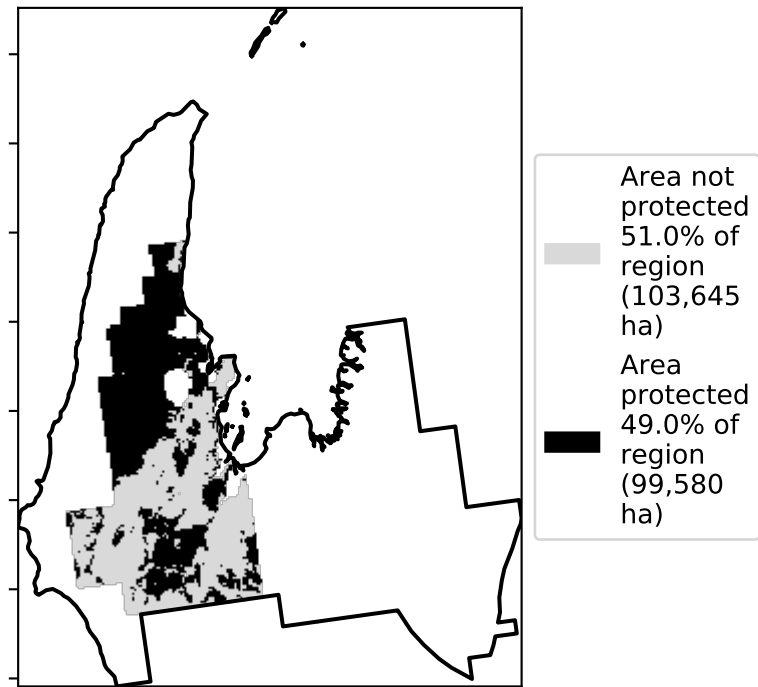 Area not
protected
51.0% of
region
(103,645
ha)
Area
protected
49.0% of
region
(99,580
ha)